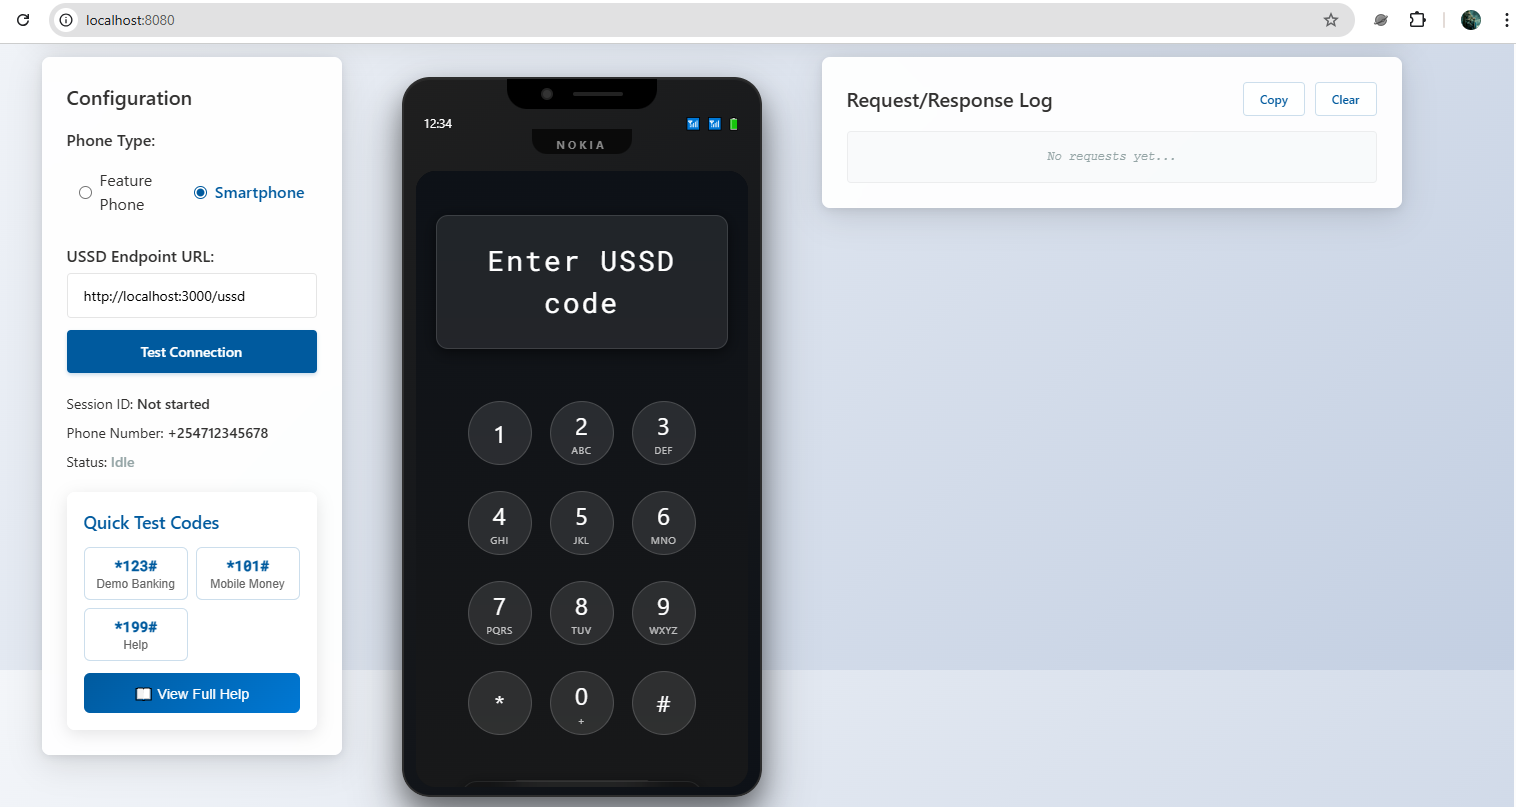 localhost:8080
Configuration
Phone Type:
Feature
Phone
Smartphone
USSD Endpoint URL:
http://localhost:3000/ussd
Test Connection
Session ID: Not started
Phone Number: +254712345678
Status: Idle
Quick Test Codes
*123#
Demo Banking
*101#
Mobile Money
*199#
Help
View Full Help
12:34
NOKIA
Enter USSD
code
1
2
ABC
3
DEF
4
GHI
5
JKL
6
MNO
7
PQRS
8
TUV
9
WXYZ
*
0
+
#
Request/Response Log
Copy
Clear
No requests yet...